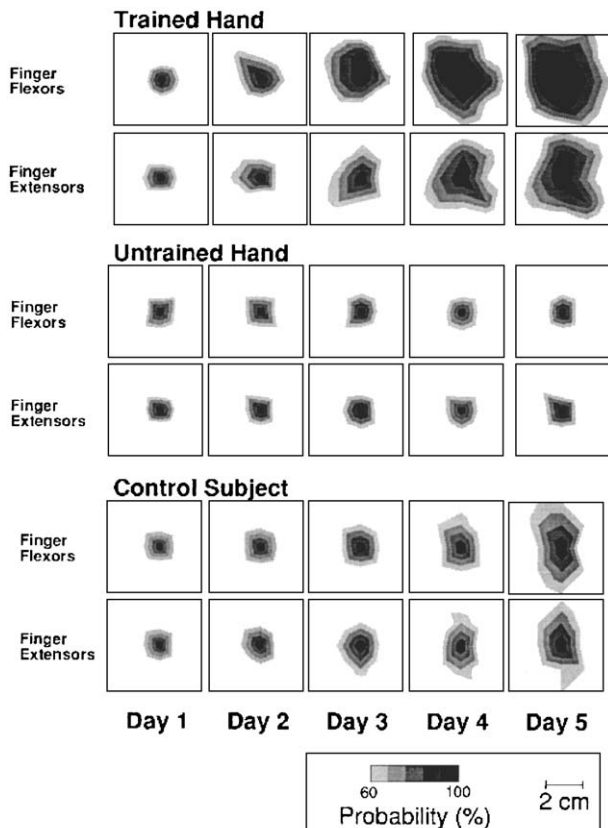 Trained Hand
Finger
Flexors
Finger
Extensors
Untrained Hand
Finger
Flexors
Finger
Extensors
Control Subject
Finger
Flexors
Finger
Extensors
Day 1 Day 2 Day 3 Day 4 Day 5
60 100
Probability (%)
2 cm